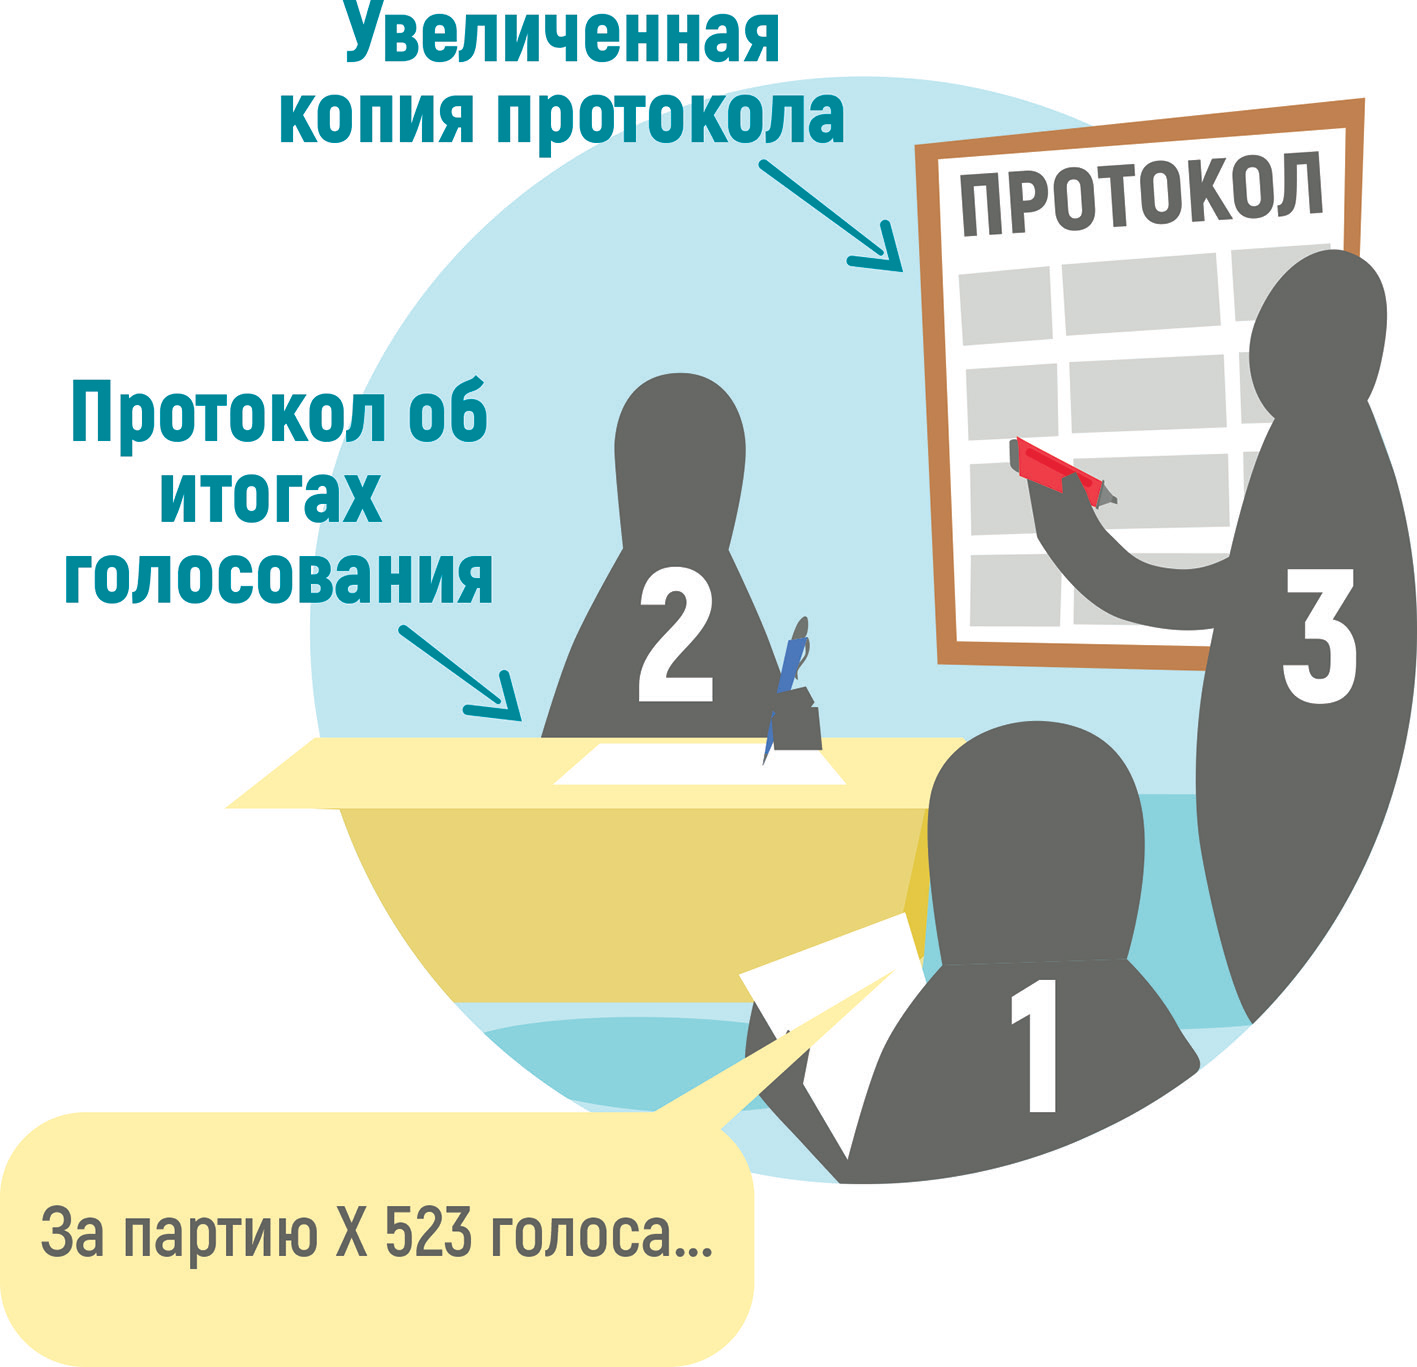 Увеличенная
копия протокола
ПРОТОКОЛ
Протокол об
итогах
голосования
2
3
1
За партию Х 523 голоса...